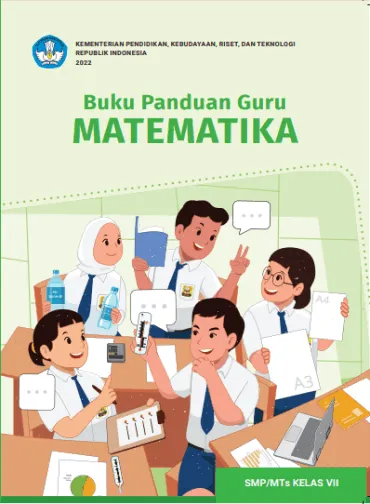 KEMENTERIAN PENDIDIKAN, KEBUDAYAAN, RISET, DAN TEKNOLOGI
REPUBLIK INDONESIA
2022
Buku Panduan Guru
MATEMATIKA
A4
A3
SMP/MTs KELAS VII